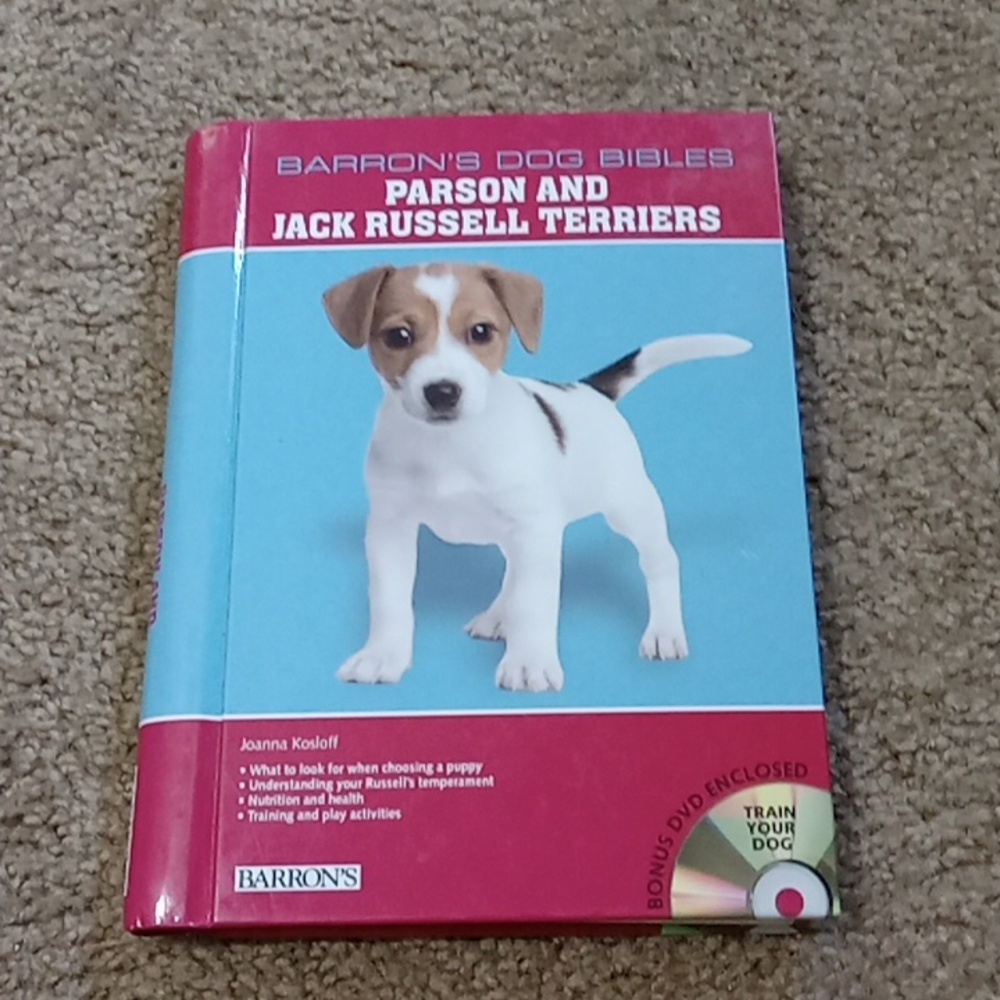 BARRON'S DOG BIBLES
PARSON AND
JACK RUSSELL TERRIERS
Joanna Kosloff
• What to look for when choosing a puppy
• Understanding your Russell's temperament
• Nutrition and health
• Training and play activities
BARRON'S
BONUS DVD ENCLOSED
TRAIN
YOUR
DOG